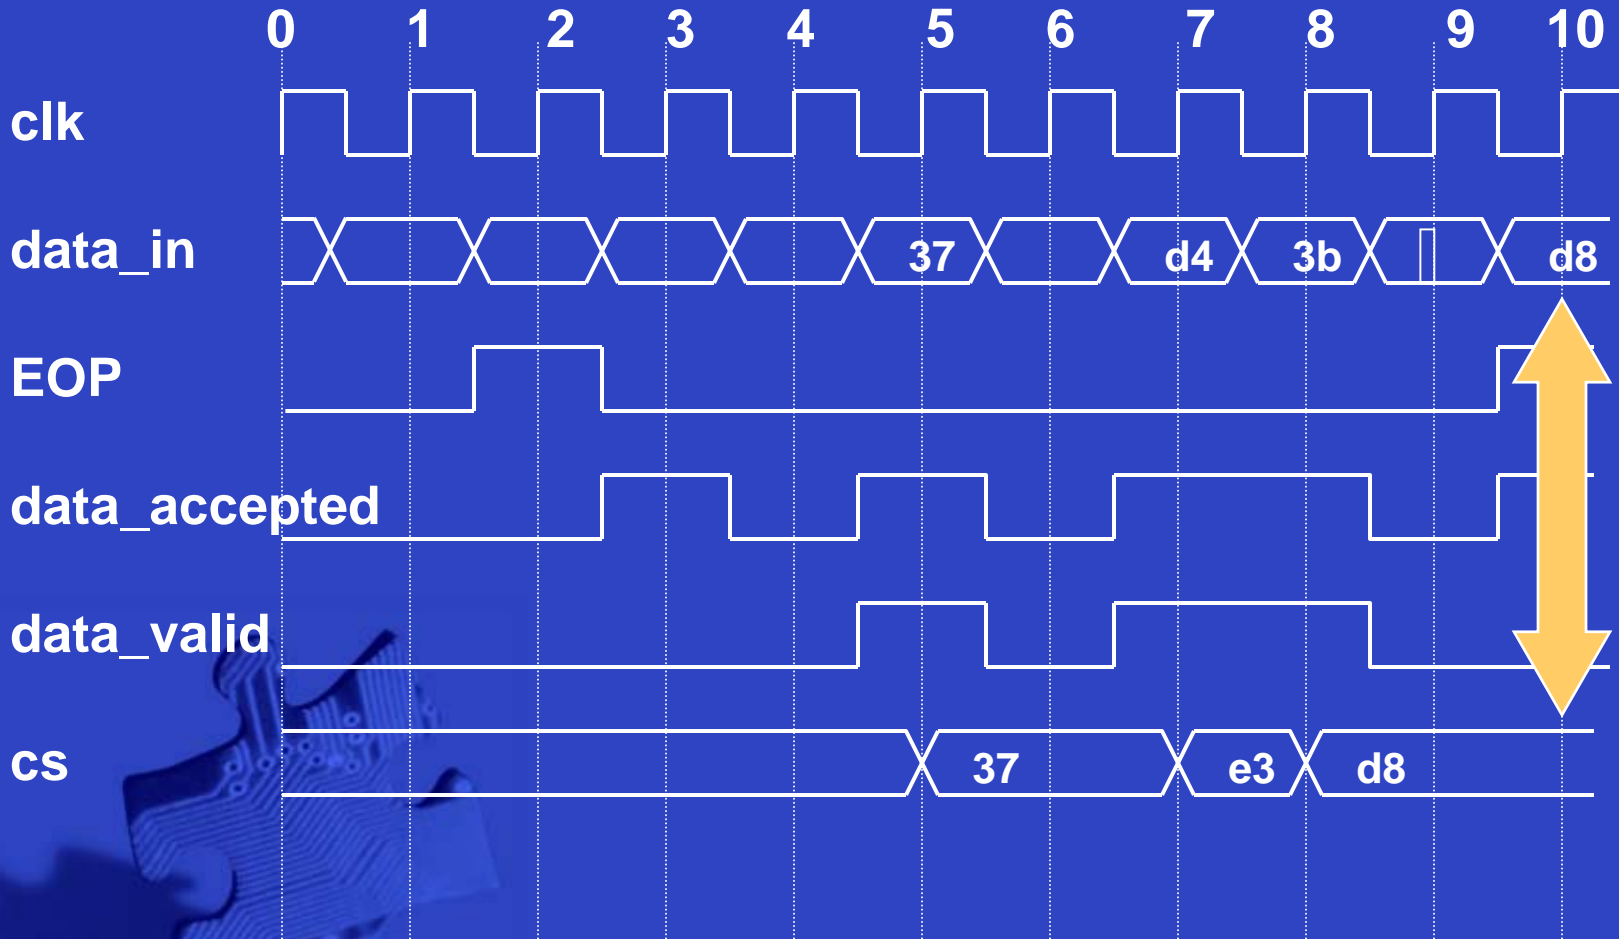 0 1 2 3 4 5 6 7 8 9 10
clk
data_in 37 d4 3b d8
EOP
data_accepted
data_valid
cs 37 e3 d8